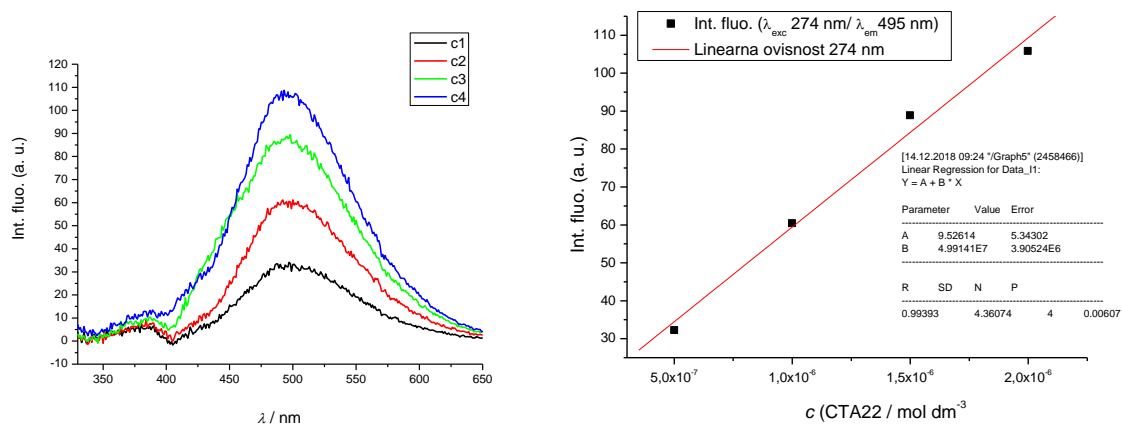 c1
c2
c3
c4
120
110
100
90
80
70
60
50
40
30
20
10
0
-10
Int. fluo. (a. u.)
350 400 450 500 550 600 650
λ / nm
Int. fluo. (λexc 274 nm/ λem 495 nm)
Linearna ovisnost 274 nm
110
100
90
80
70
60
50
40
30
Int. fluo. (a. u.)
[14.12.2018 09:24 "/Graph5" (2458466)]
Linear Regression for Data_I1:
Y = A + B * X
Parameter Value Error
A 9.52614 5.34302
B 4.99141E7 3.90524E6
R SD N P
0.99393 4.36074 4 0.00607
5,0x10⁻⁷ 1,0x10⁻⁶ 1,5x10⁻⁶ 2,0x10⁻⁶
c (CTA22 / mol dm⁻³